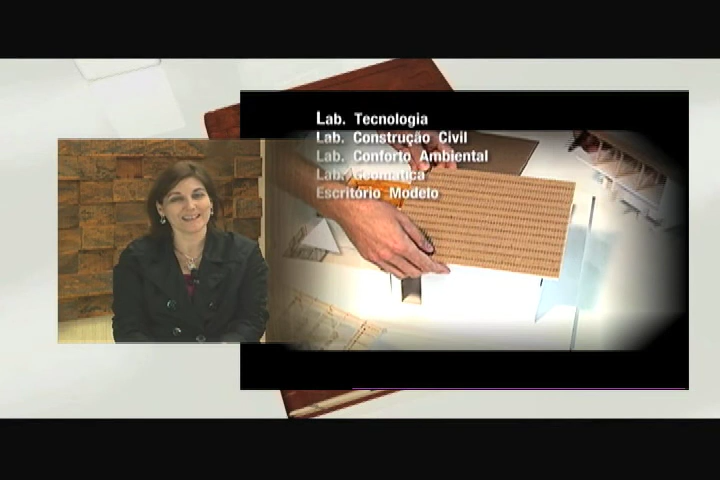 Lab. Tecnologia
Lab. Construção Civil
Lab. Conforto Ambiental
Lab. Geomática
Escritório Modelo